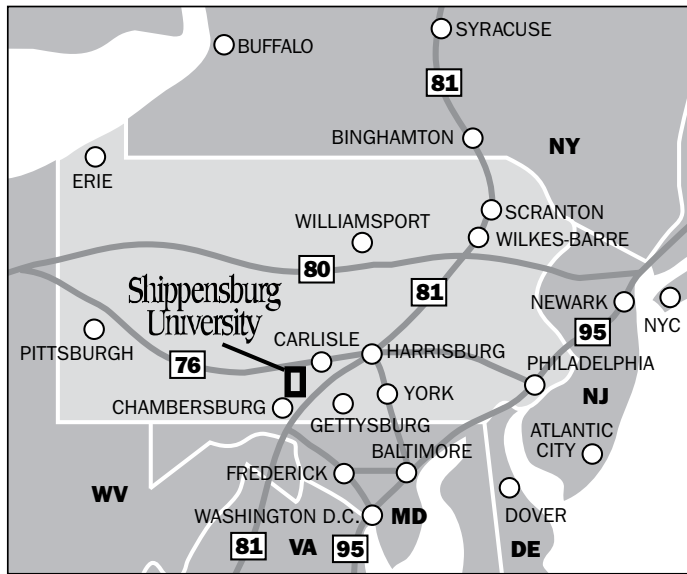 SYRACUSE
BUFFALO
81
BINGHAMTON
NY
ERIE
SCRANTON
WILLIAMSPORT
WILKES-BARRE
80
81
Shippensburg
University
NEWARK
NYC
95
PITTSBURGH
CARLISLE
HARRISBURG
76
PHILADELPHIA
NJ
CHAMBERSBURG
YORK
GETTYSBURG
ATLANTIC
CITY
BALTIMORE
FREDERICK
WV
WASHINGTON D.C.
MD
DOVER
81
VA
95
DE